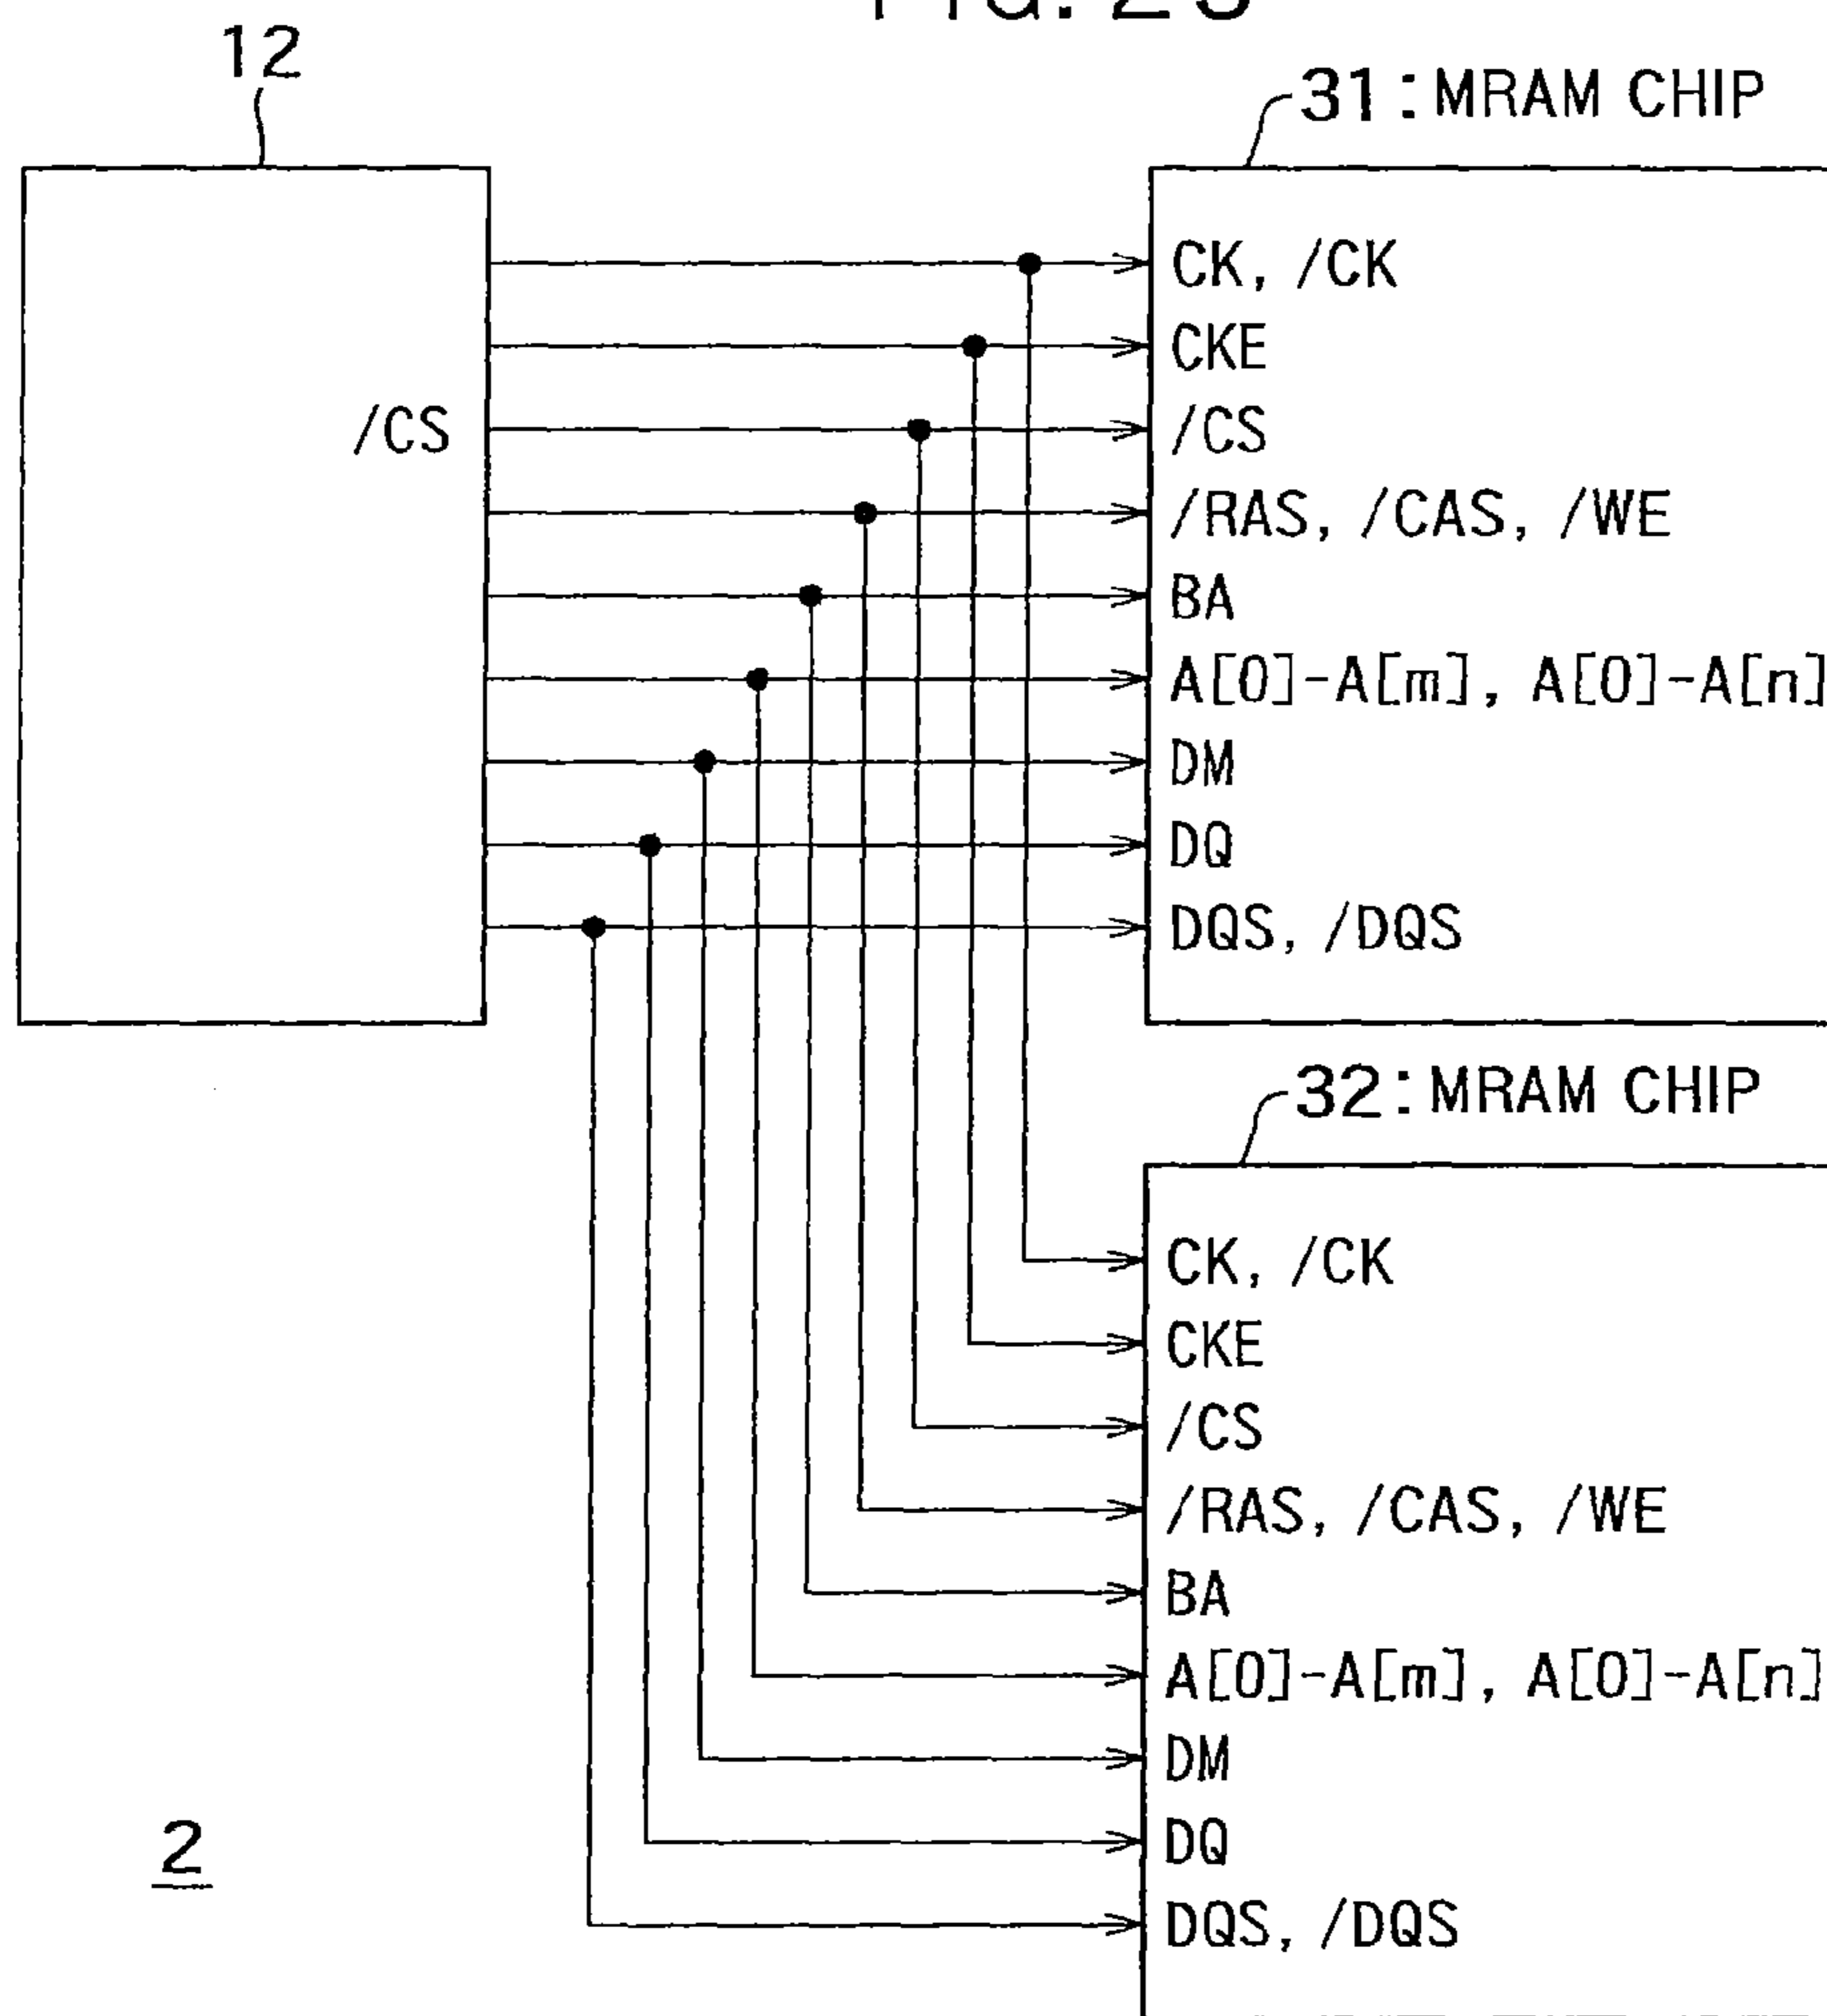 12
31:MRAM CHIP
CK, /CK
CKE
/CS
/CS
/RAS, /CAS, /WE
BA
A[0]-A[m], A[0]-A[n]
DM
DQ
DQS, /DQS
32:MRAM CHIP
CK, /CK
CKE
/CS
/RAS, /CAS, /WE
BA
A[0]-A[m], A[0]-A[n]
DM
DQ
DQS, /DQS
2